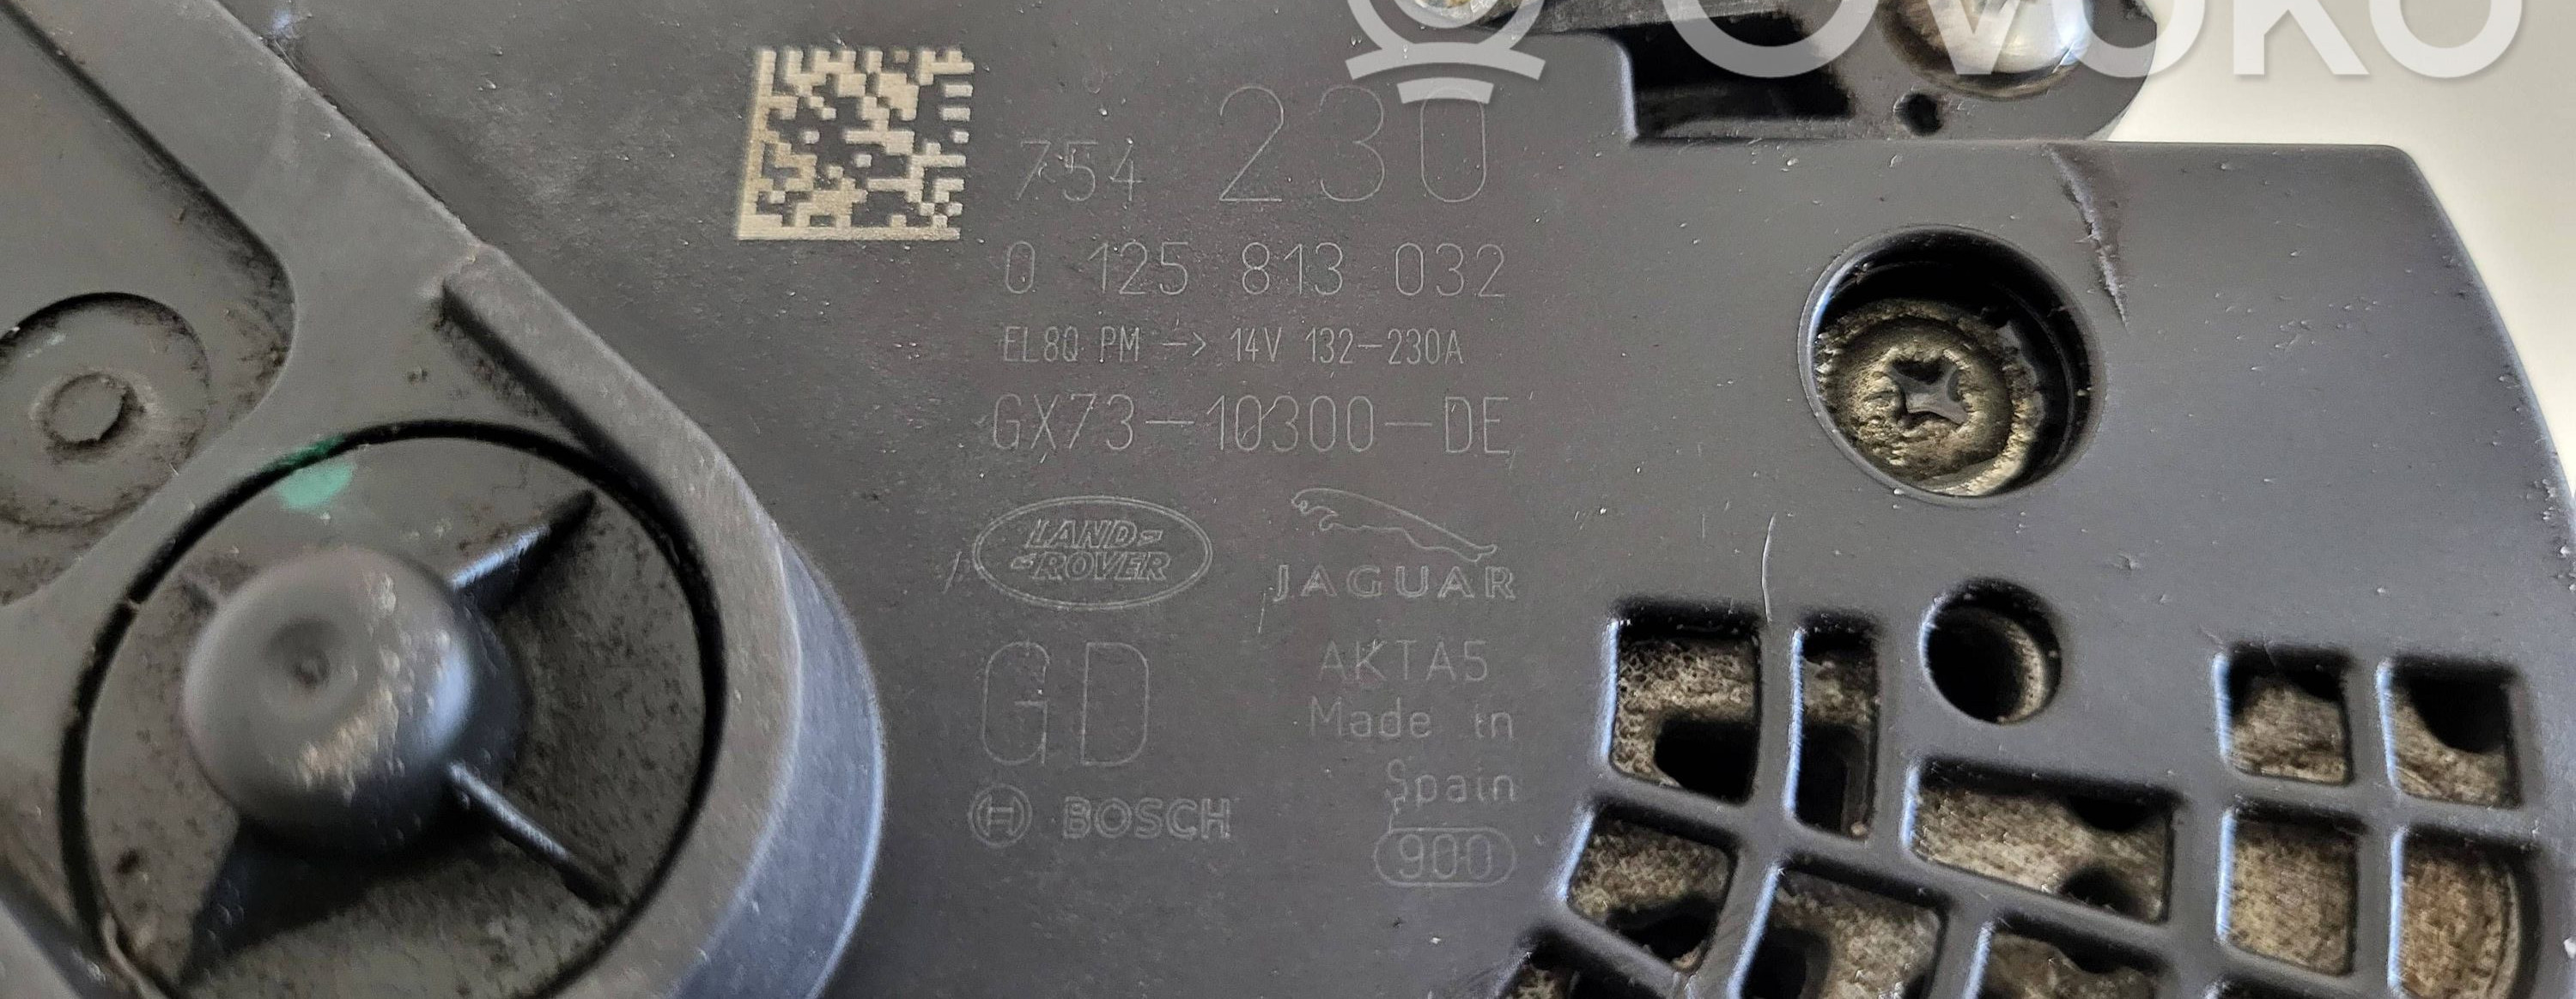 OVOKO
754 230
0 125 813 032
EL8Q PM -> 14V 132-230A
GX73-10300-DE
LAND-
-ROVER
JAGUAR
GD
AKTA5
Made in
Spain
BOSCH
900